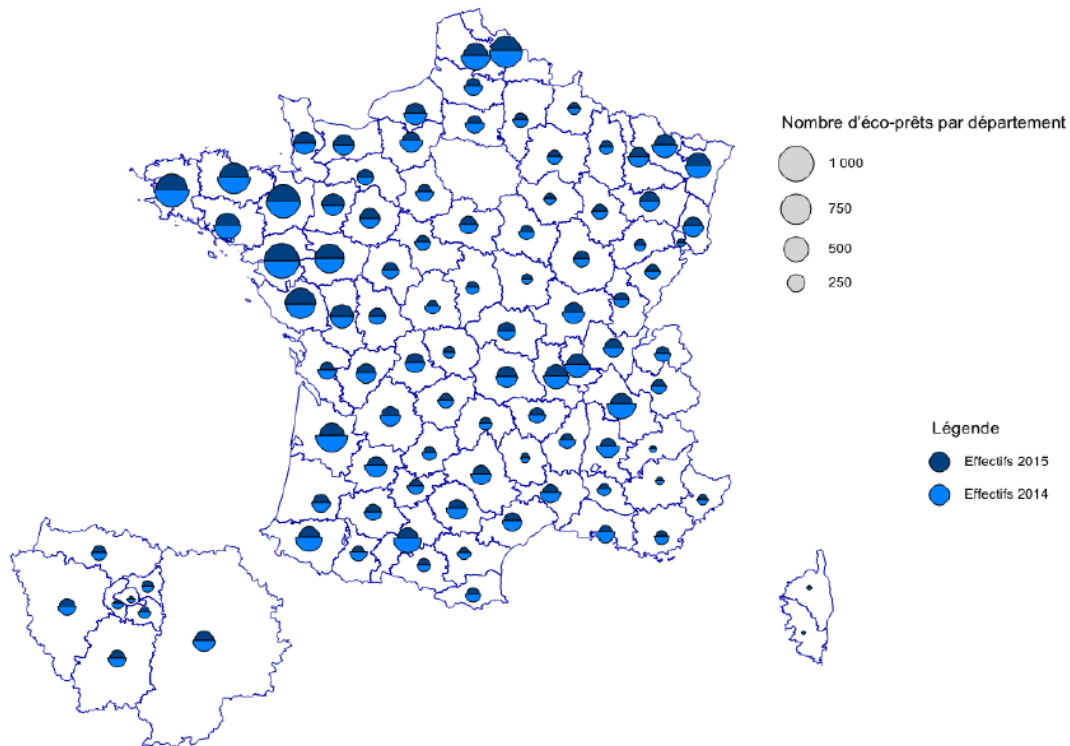 Nombre d'éco-prêts par département
1 000
750
500
250
Légende
Effectifs 2015
Effectifs 2014